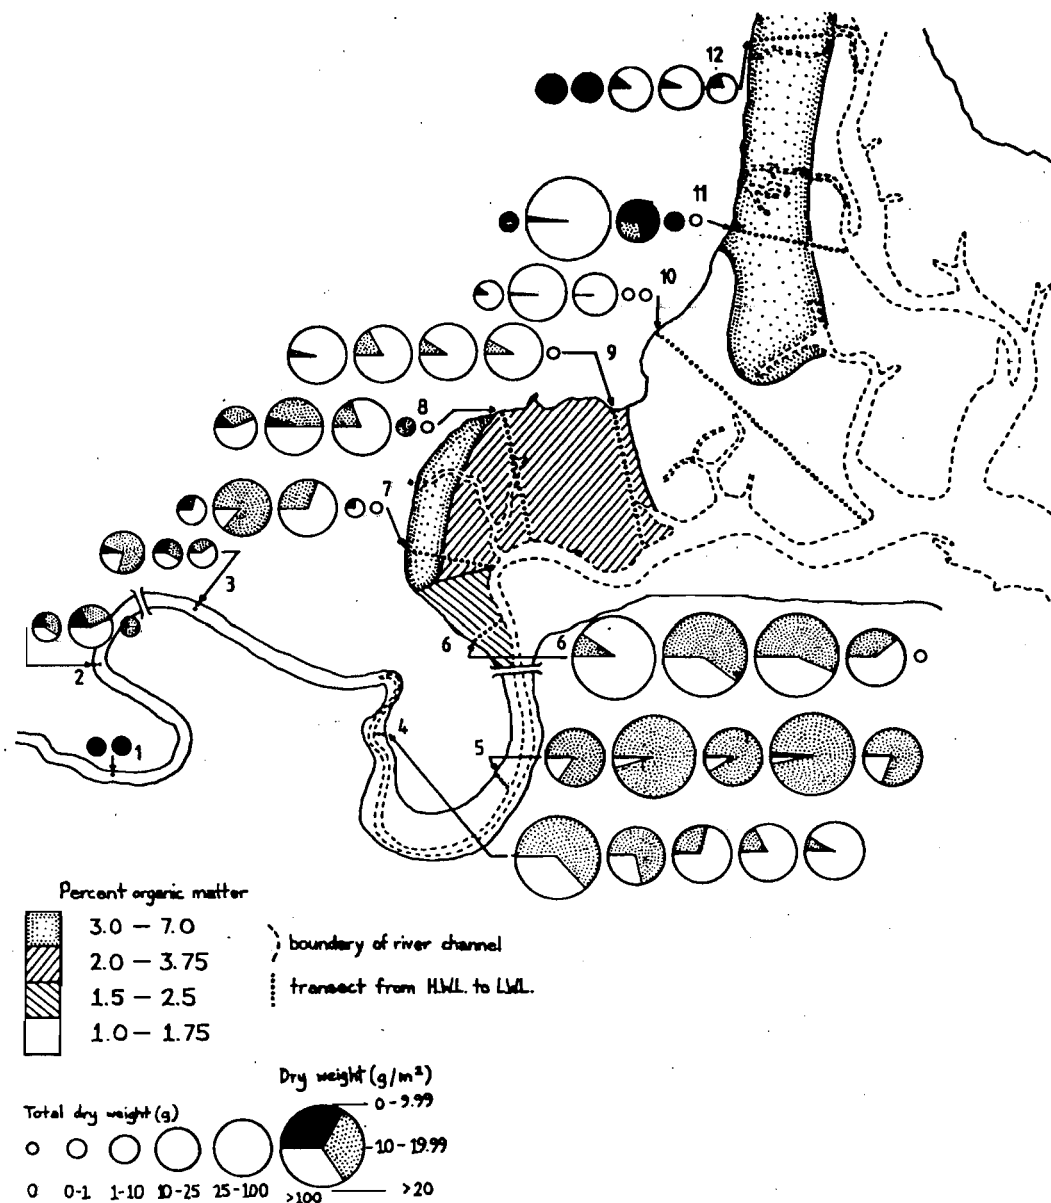 12
11
10
9
8
7
3
6 6
2
4
1
5
Percent organic matter
3.0 – 7.0
2.0 – 3.75
1.5 – 2.5
1.0 – 1.75
boundary of river channel
transect from H.W.L. to L.W.L.
Dry weight (g/m²)
Total dry weight (g)
0 - 9.99
10 - 19.99
> 20
0 0-1 1-10 10-25 25-100 >100